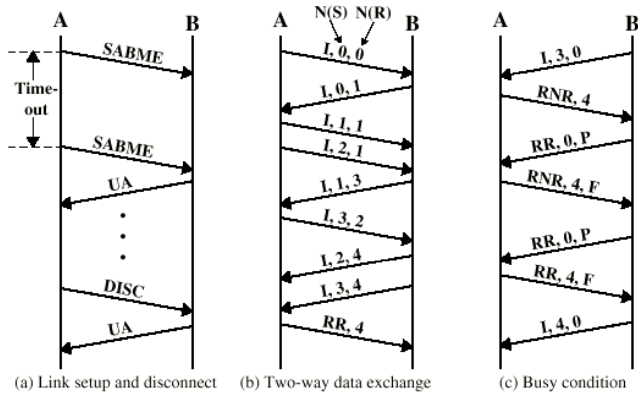 A B
SABME
Time-
out
SABME
UA
DISC
UA
(a) Link setup and disconnect
N(S) N(R)
A B
I, 0, 0
I, 0, 1
I, 1, 1
I, 2, 1
I, 1, 3
I, 3, 2
I, 2, 4
I, 3, 4
RR, 4
(b) Two-way data exchange
A B
I, 3, 0
RNR, 4
RR, 0, P
RNR, 4, F
RR, 0, P
RR, 4, F
I, 4, 0
(c) Busy condition